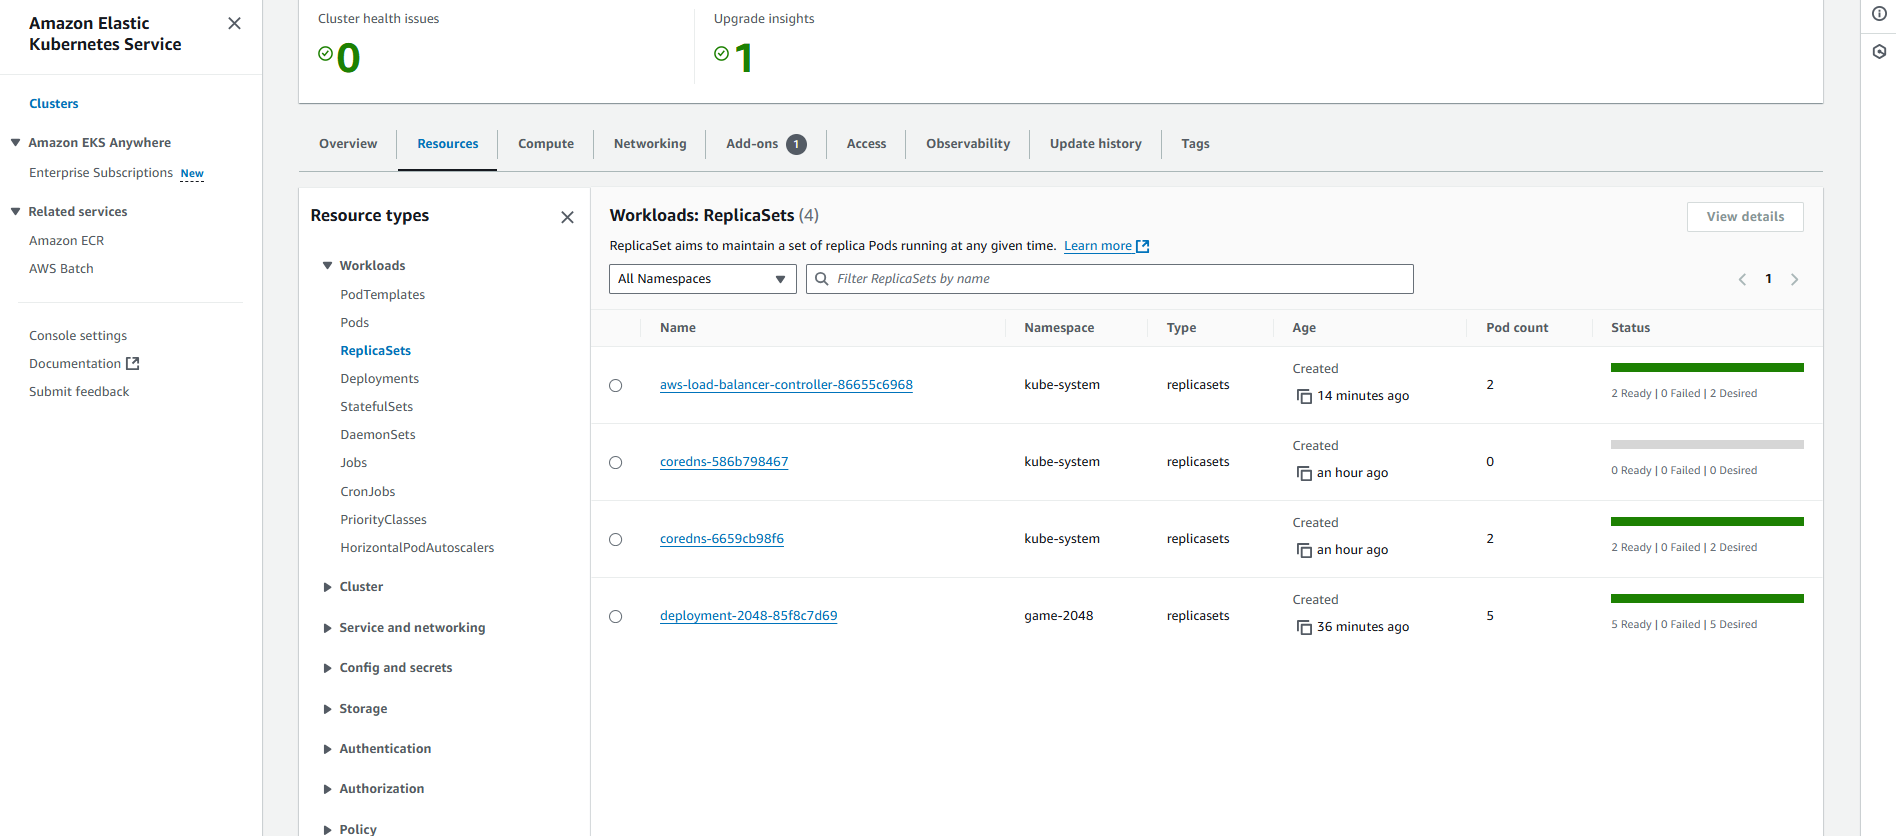 Amazon Elastic
Kubernetes Service
Clusters
Amazon EKS Anywhere
Enterprise Subscriptions New
Related services
Amazon ECR
AWS Batch
Console settings
Documentation
Submit feedback
Cluster health issues
0
Upgrade insights
1
Overview
Resources
Compute
Networking
Add-ons 1
Access
Observability
Update history
Tags
Resource types
Workloads
PodTemplates
Pods
ReplicaSets
Deployments
StatefulSets
DaemonSets
Jobs
CronJobs
PriorityClasses
HorizontalPodAutoscalers
Cluster
Service and networking
Config and secrets
Storage
Authentication
Authorization
Policy
Workloads: ReplicaSets (4)
View details
ReplicaSet aims to maintain a set of replica Pods running at any given time. Learn more
All Namespaces
Filter ReplicaSets by name
1
Name Namespace Type Age Pod count Status
Created
aws-load-balancer-controller-86655c6968 kube-system replicasets 14 minutes ago 2
2 Ready | 0 Failed | 2 Desired
Created
coredns-586b798467 kube-system replicasets an hour ago 0
0 Ready | 0 Failed | 0 Desired
Created
coredns-6659cb98f6 kube-system replicasets an hour ago 2
2 Ready | 0 Failed | 2 Desired
Created
deployment-2048-85f8c7d69 game-2048 replicasets 36 minutes ago 5
5 Ready | 0 Failed | 5 Desired